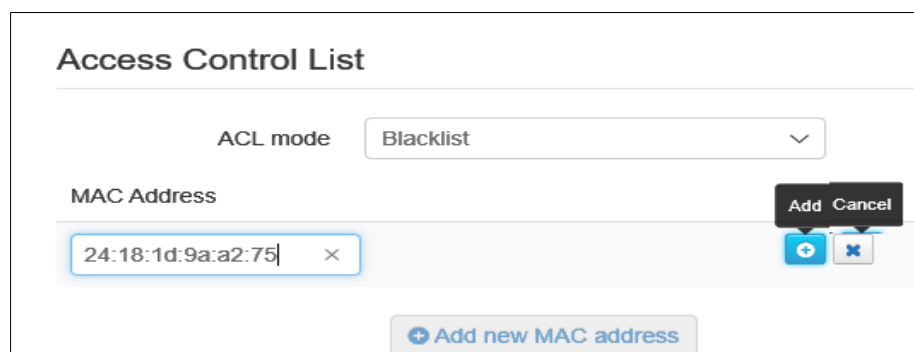 Access Control List
ACL mode Blacklist
MAC Address
Add Cancel
24:18:1d:9a:a2:75
Add new MAC address